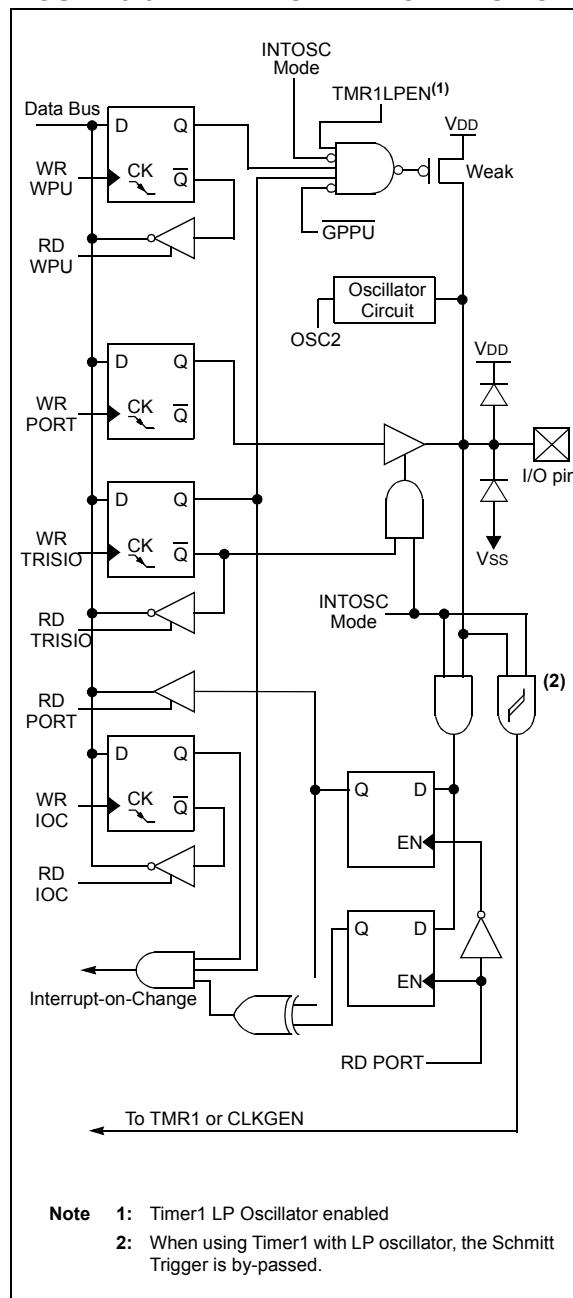 INTOSC
Mode
TMR1LPEN(1)
Data Bus
D Q
VDD
WR
WPU
CK Q
Weak
RD
WPU
GPPU
Oscillator
Circuit
OSC2
D Q
VDD
WR
PORT
CK Q
I/O pin
D Q
WR
TRISIO
CK Q
VSS
INTOSC
Mode
RD
TRISIO
(2)
RD
PORT
D Q
WR
IOC
CK Q
Q D
EN
RD
IOC
Q D
EN
Interrupt-on-Change
RD PORT
To TMR1 or CLKGEN
Note 1: Timer1 LP Oscillator enabled
2: When using Timer1 with LP oscillator, the Schmitt
Trigger is by-passed.